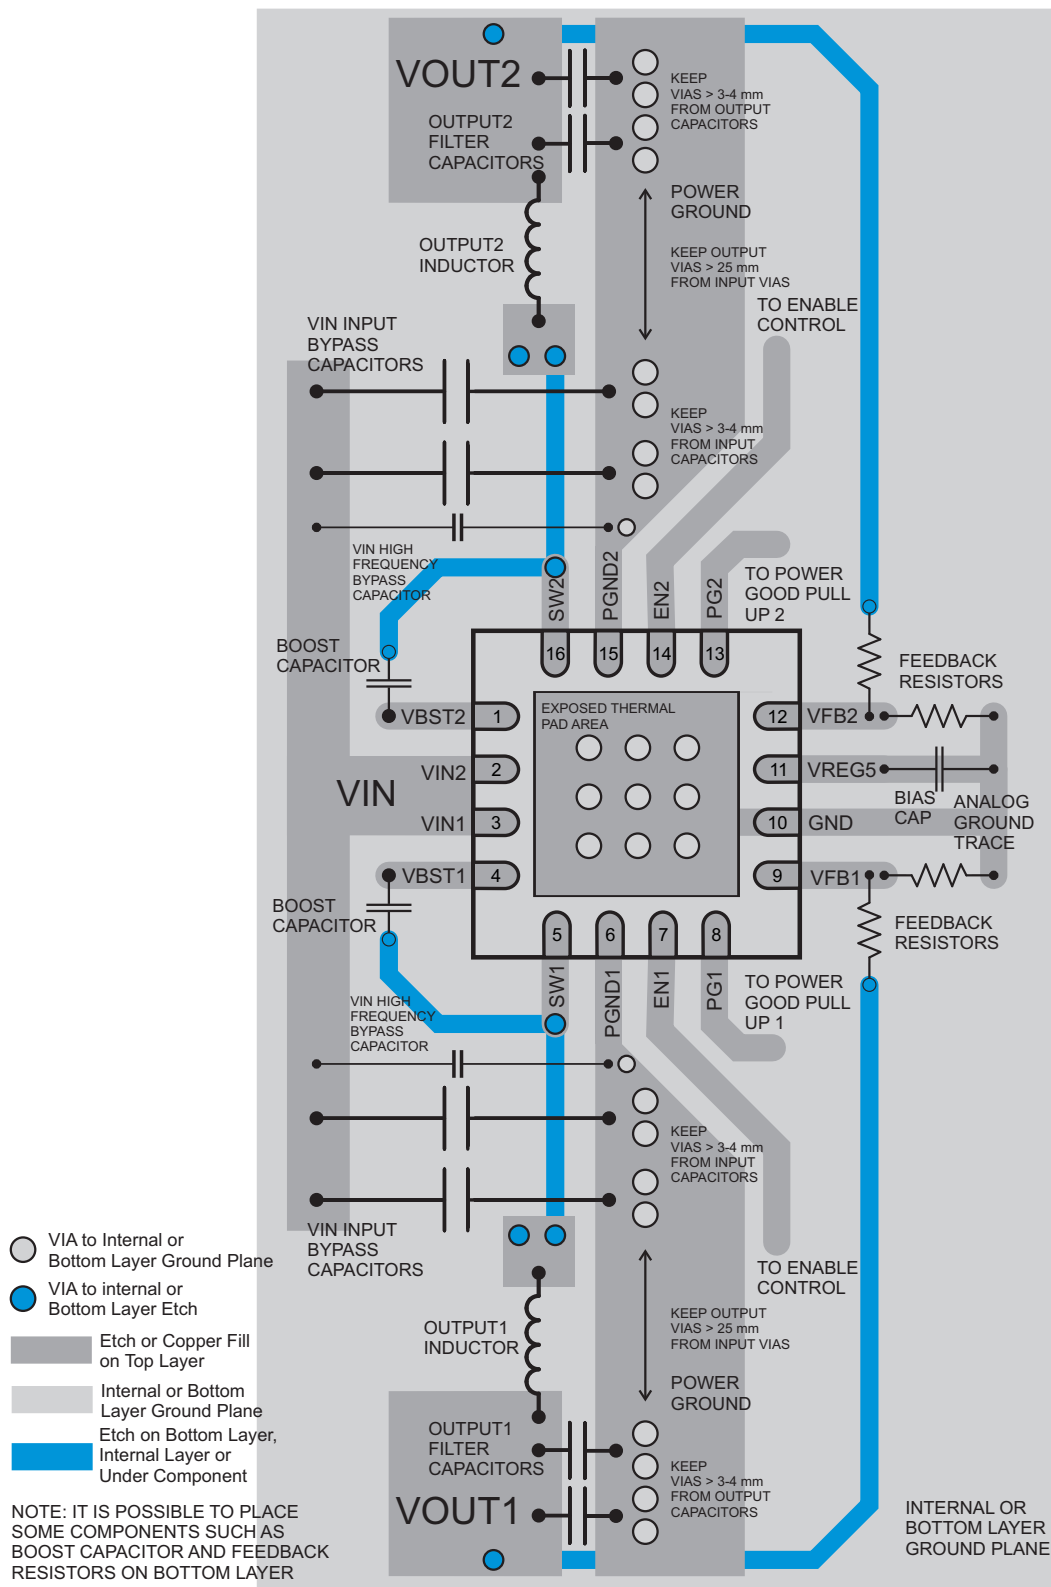 VOUT2
KEEP
VIAS > 3-4 mm
FROM OUTPUT
CAPACITORS
OUTPUT2
FILTER
CAPACITORS
POWER
GROUND
OUTPUT2
INDUCTOR
KEEP OUTPUT
VIAS > 25 mm
FROM INPUT VIAS
TO ENABLE
CONTROL
VIN INPUT
BYPASS
CAPACITORS
KEEP
VIAS > 3-4 mm
FROM INPUT
CAPACITORS
VIN HIGH
FREQUENCY
BYPASS
CAPACITOR
SW2
PGND2
EN2
PG2
TO POWER
GOOD PULL
UP 2
BOOST
CAPACITOR
16
15
14
13
FEEDBACK
RESISTORS
VBST2
1
EXPOSED THERMAL
PAD AREA
12
VFB2
VIN2
2
11
VREG5
VIN
BIAS
CAP
ANALOG
GROUND
TRACE
VIN1
3
10
GND
VBST1
4
9
VFB1
BOOST
CAPACITOR
5
6
7
8
FEEDBACK
RESISTORS
SW1
PGND1
EN1
PG1
TO POWER
GOOD PULL
UP 1
VIN HIGH
FREQUENCY
BYPASS
CAPACITOR
KEEP
VIAS > 3-4 mm
FROM INPUT
CAPACITORS
VIN INPUT
BYPASS
CAPACITORS
TO ENABLE
CONTROL
VIA to Internal or
Bottom Layer Ground Plane
VIA to internal or
Bottom Layer Etch
Etch or Copper Fill
on Top Layer
Internal or Bottom
Layer Ground Plane
Etch on Bottom Layer,
Internal Layer or
Under Component
OUTPUT1
INDUCTOR
KEEP OUTPUT
VIAS > 25 mm
FROM INPUT VIAS
POWER
GROUND
OUTPUT1
FILTER
CAPACITORS
KEEP
VIAS > 3-4 mm
FROM OUTPUT
CAPACITORS
VOUT1
NOTE: IT IS POSSIBLE TO PLACE
SOME COMPONENTS SUCH AS
BOOST CAPACITOR AND FEEDBACK
RESISTORS ON BOTTOM LAYER
INTERNAL OR
BOTTOM LAYER
GROUND PLANE